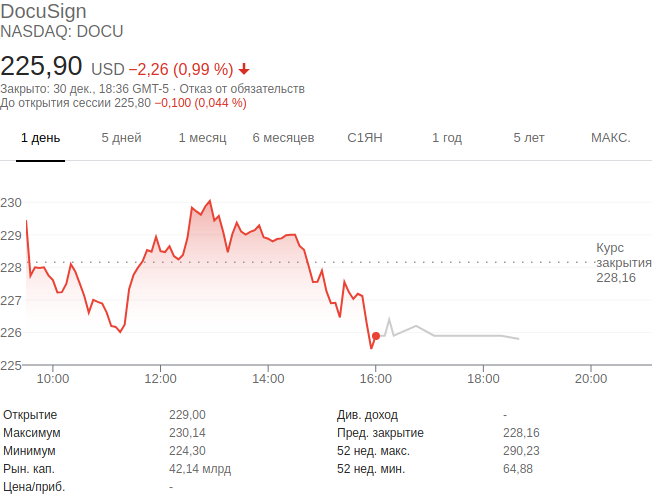 DocuSign
NASDAQ: DOCU
225,90 USD −2,26 (0,99 %)
Закрыто: 30 дек., 18:36 GMT-5 · Отказ от обязательств
До открытия сессии 225,80 −0,100 (0,044 %)
1 день 5 дней 1 месяц 6 месяцев С1ЯН 1 год 5 лет МАКС.
230
229
228
227
226
225
Курс
закрытия
228,16
10:00 12:00 14:00 16:00 18:00 20:00
Открытие 229,00 Див. доход -
Максимум 230,14 Пред. закрытие 228,16
Минимум 224,30 52 нед. макс. 290,23
Рын. кап. 42,14 млрд 52 нед. мин. 64,88
Цена/приб. -